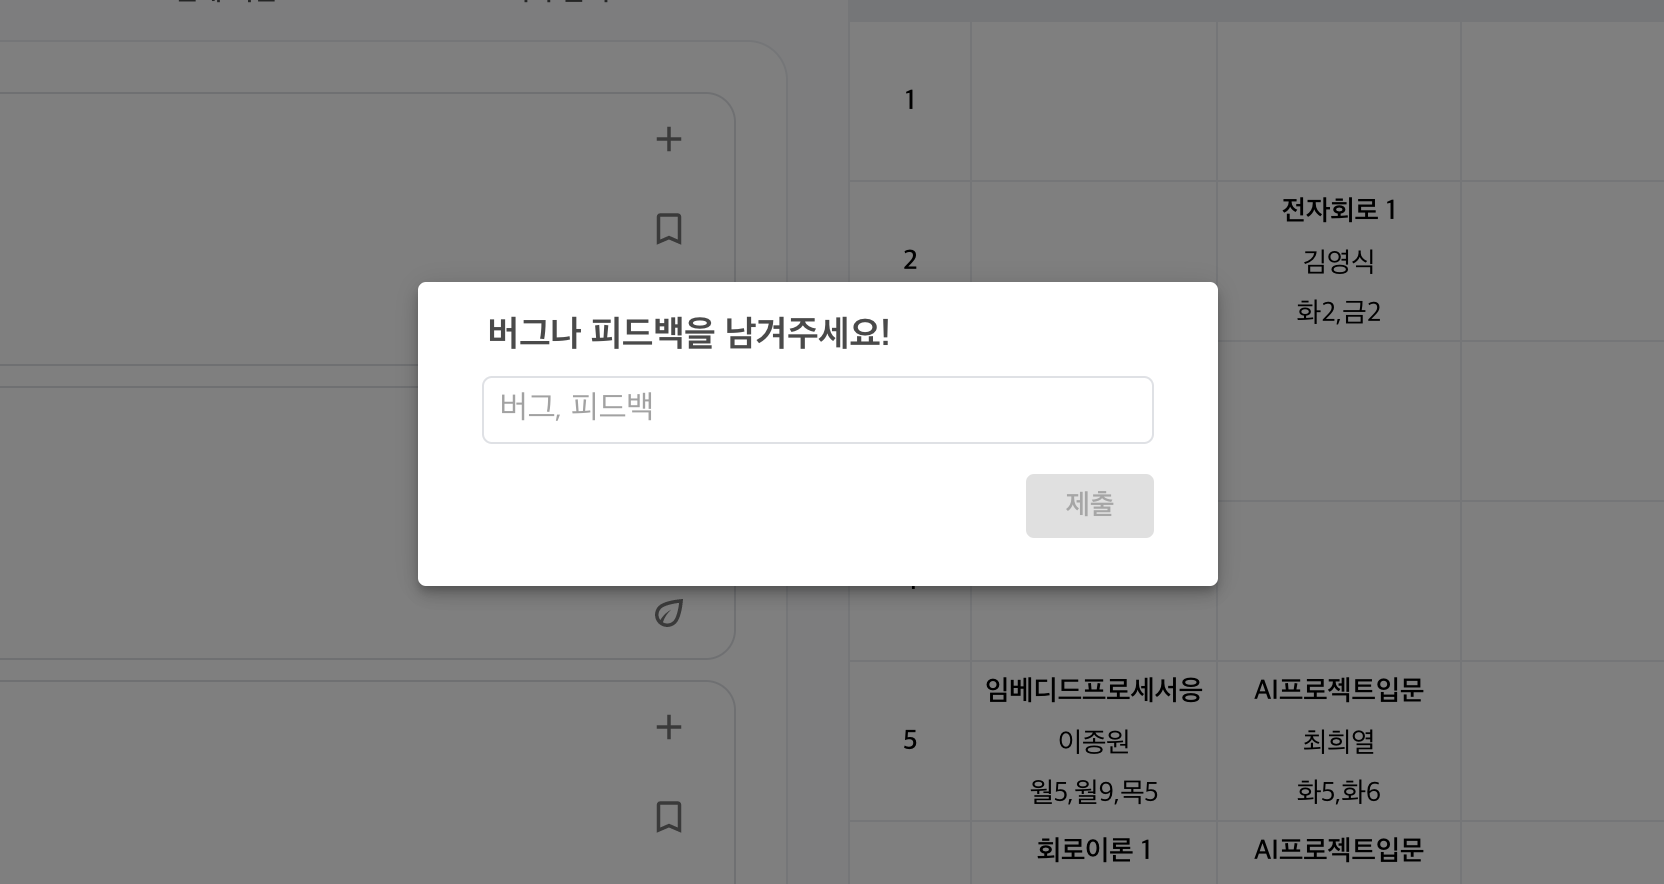 1
2
전자회로 1
김영식
화2,금2
버그나 피드백을 남겨주세요!
버그, 피드백
제출
5
임베디드프로세서응
이종원
월5,월9,목5
AI프로젝트입문
최희열
화5,화6
회로이론 1
AI프로젝트입문